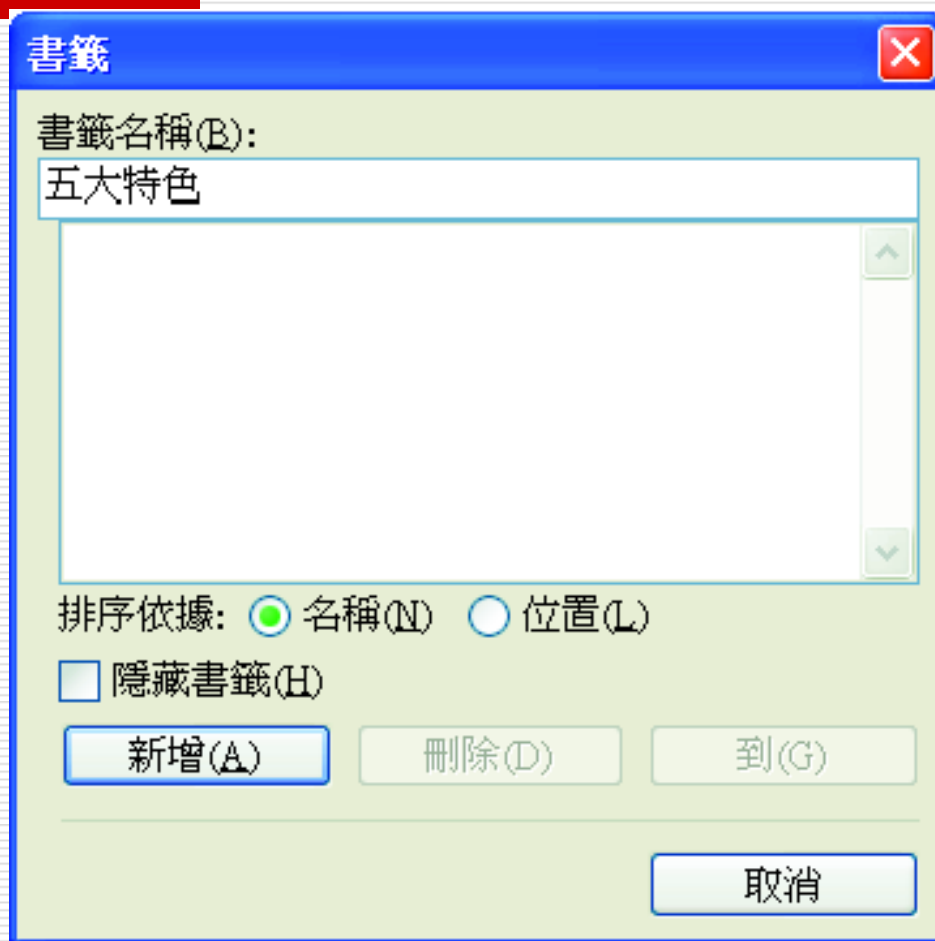 書籤
書籤名稱(B):
五大特色
排序依據: 名稱(N) 位置(L)
隱藏書籤(H)
新增(A) 刪除(D) 到(G)
取消